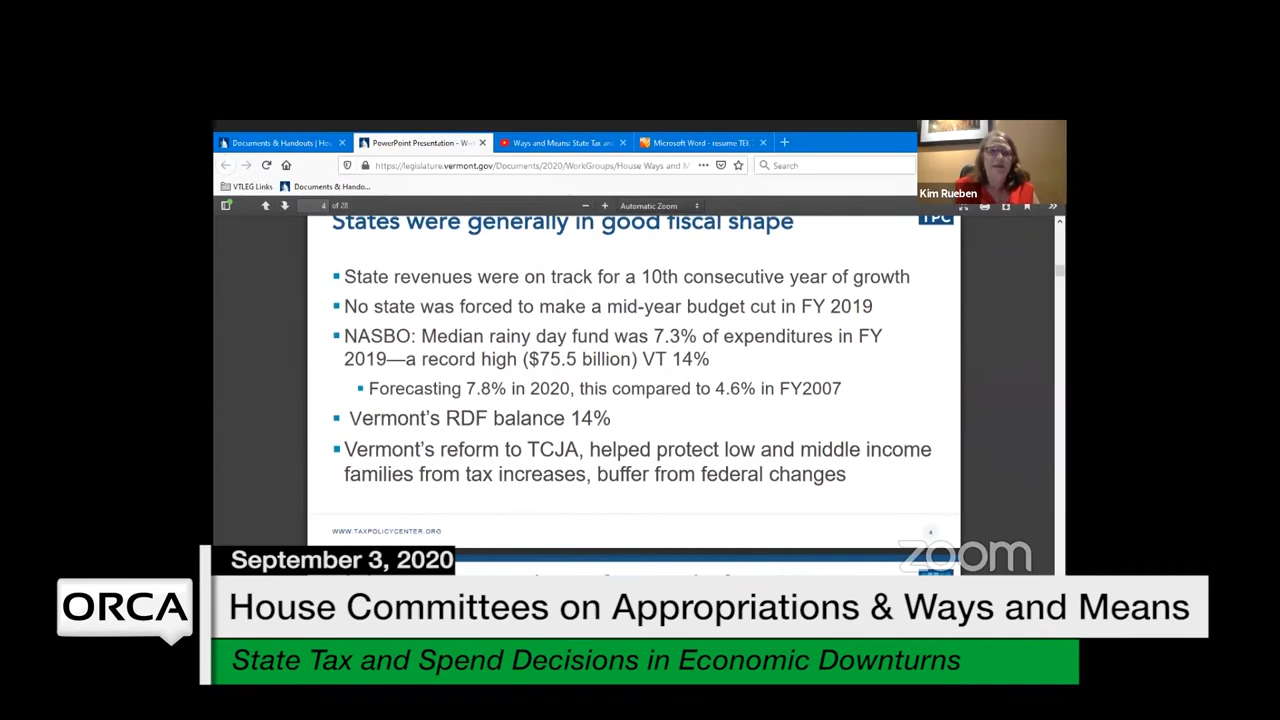 Documents & Handouts | Ho
PowerPoint Presentation - W
Ways and Means: State Tax an
Microsoft Word - resume TEI
https://legislature.vermont.gov/Documents/2020/WorkGroups/House Ways and M
Search
VTLEG Links
Documents & Hando...
Kim Rueben
4 of 28
Automatic Zoom
States were generally in good fiscal shape
TPC
▪ State revenues were on track for a 10th consecutive year of growth
▪ No state was forced to make a mid-year budget cut in FY 2019
▪ NASBO: Median rainy day fund was 7.3% of expenditures in FY
2019—a record high ($75.5 billion) VT 14%
▪ Forecasting 7.8% in 2020, this compared to 4.6% in FY2007
▪ Vermont's RDF balance 14%
▪ Vermont's reform to TCJA, helped protect low and middle income
families from tax increases, buffer from federal changes
WWW.TAXPOLICYCENTER.ORG
4
zoom
September 3, 2020
ORCA
House Committees on Appropriations & Ways and Means
State Tax and Spend Decisions in Economic Downturns